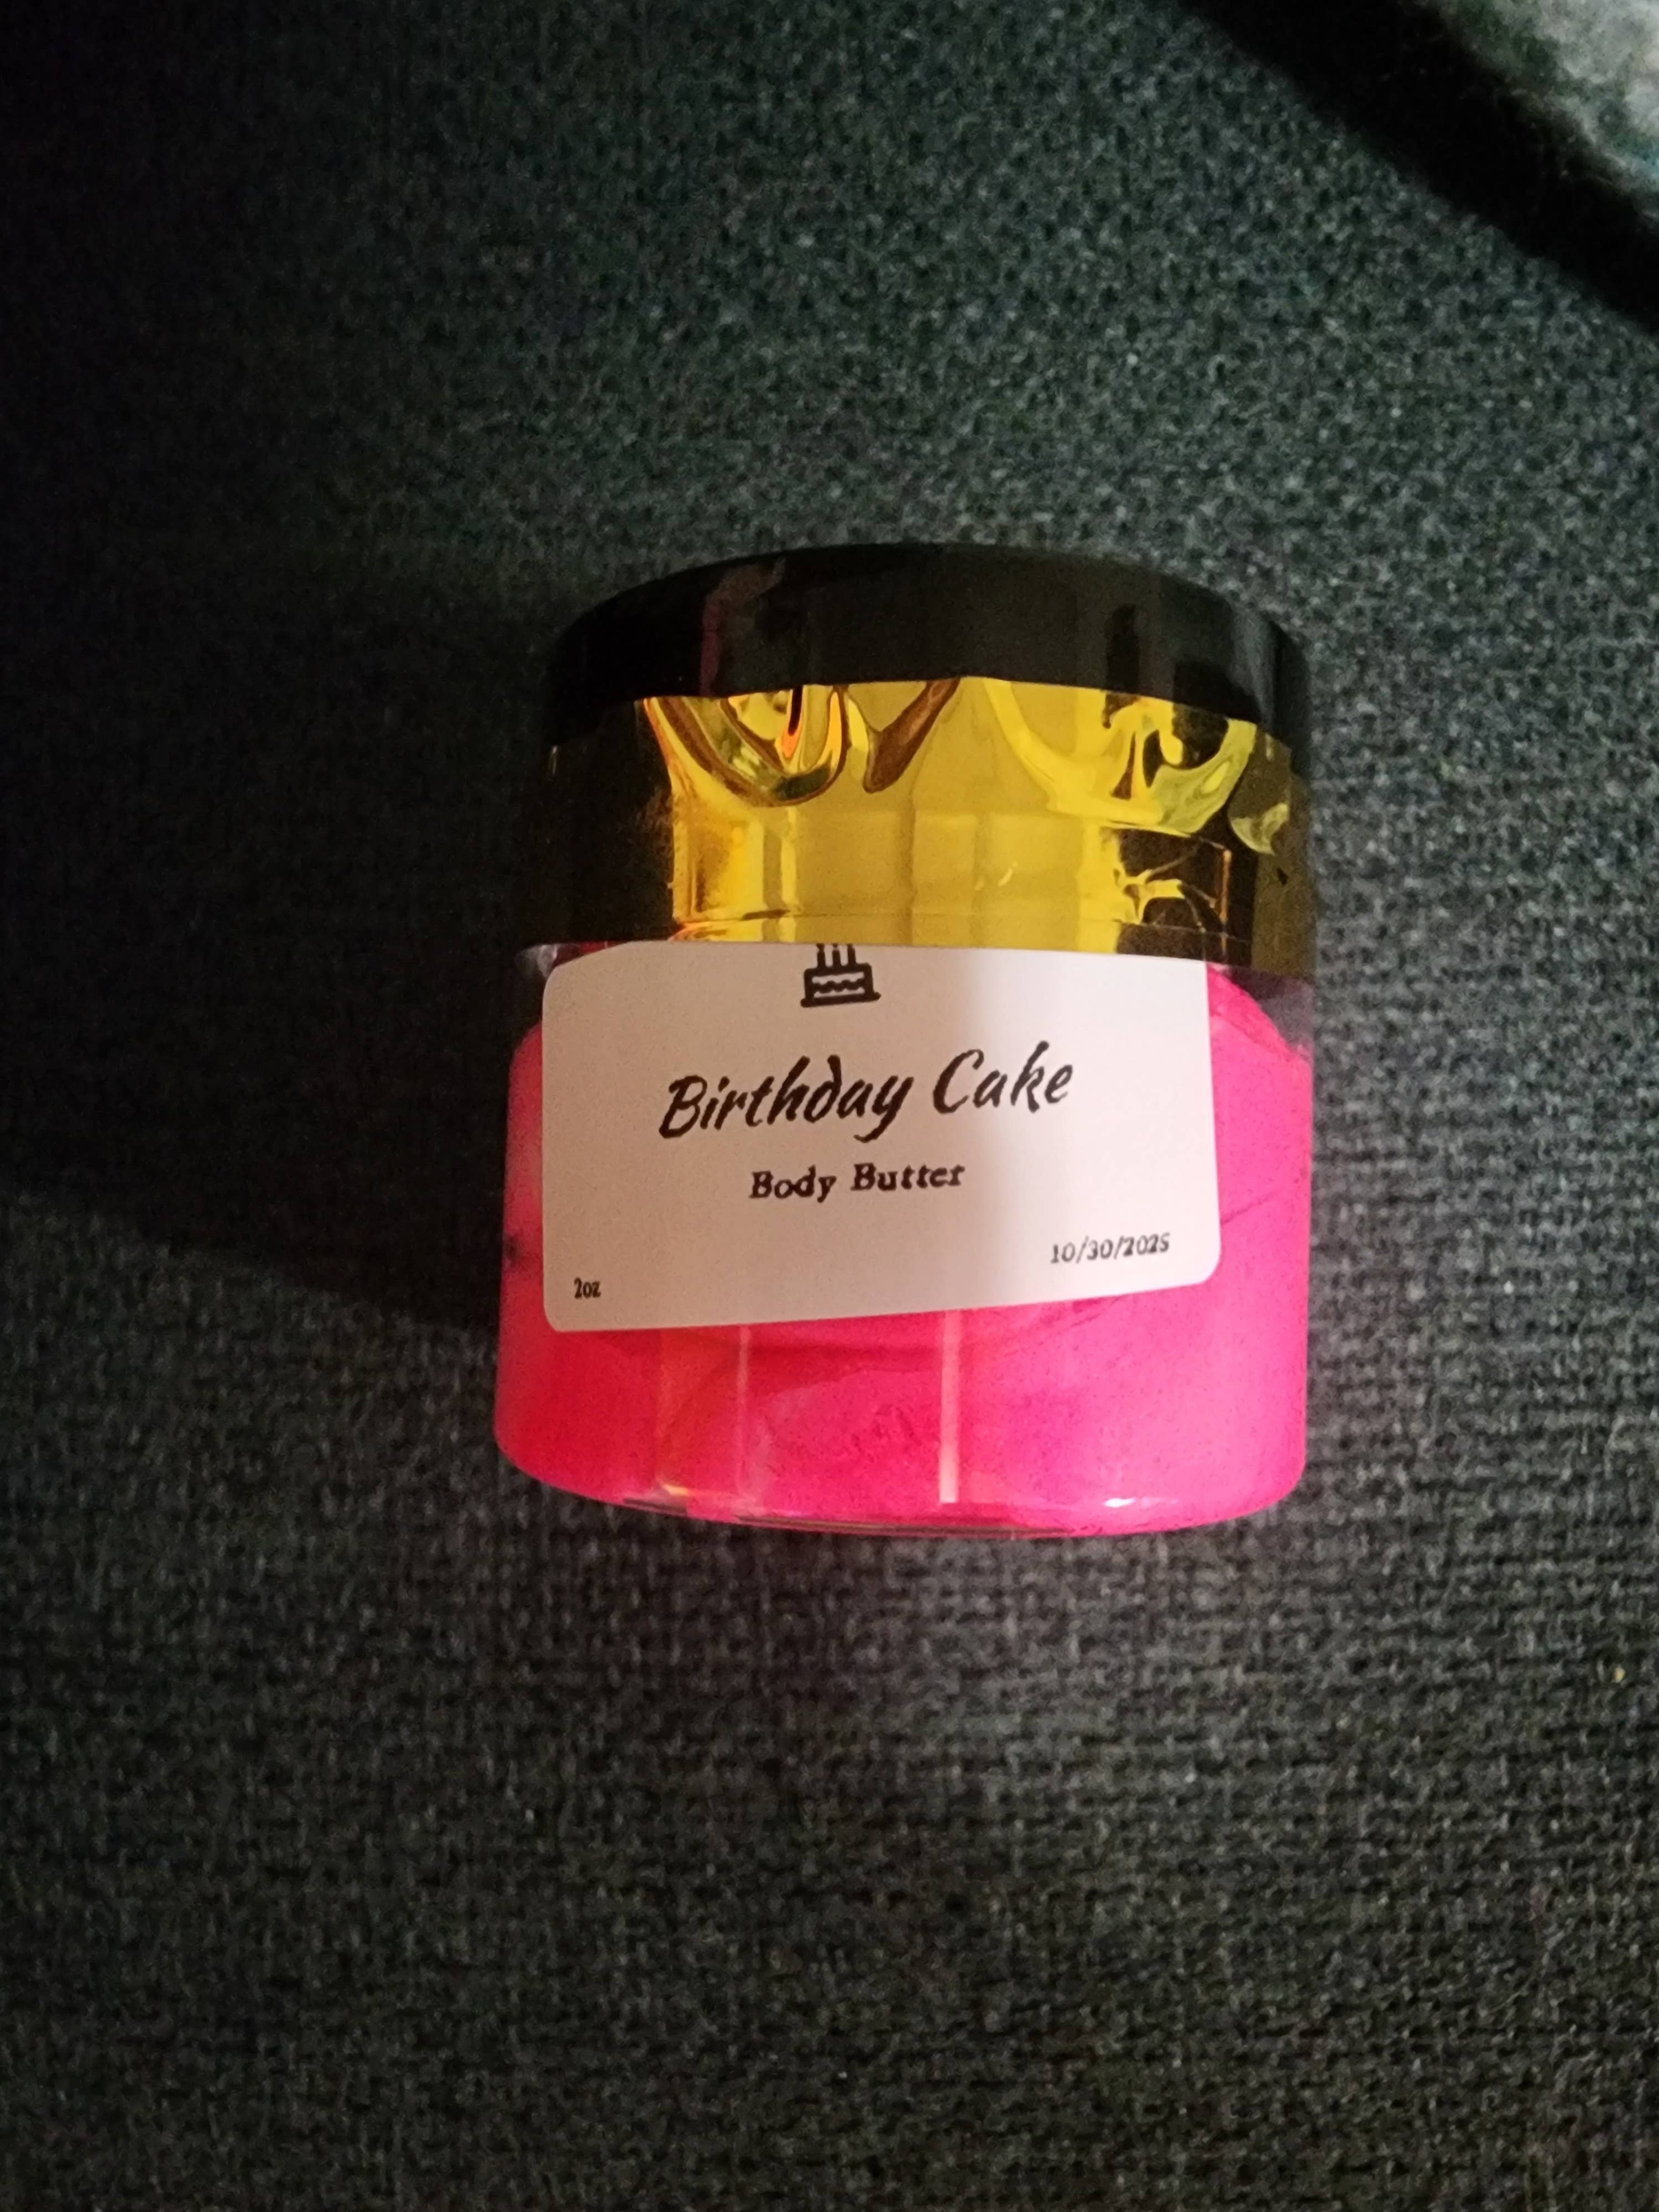 Birthday Cake
Body Butter
10/30/2025
2oz